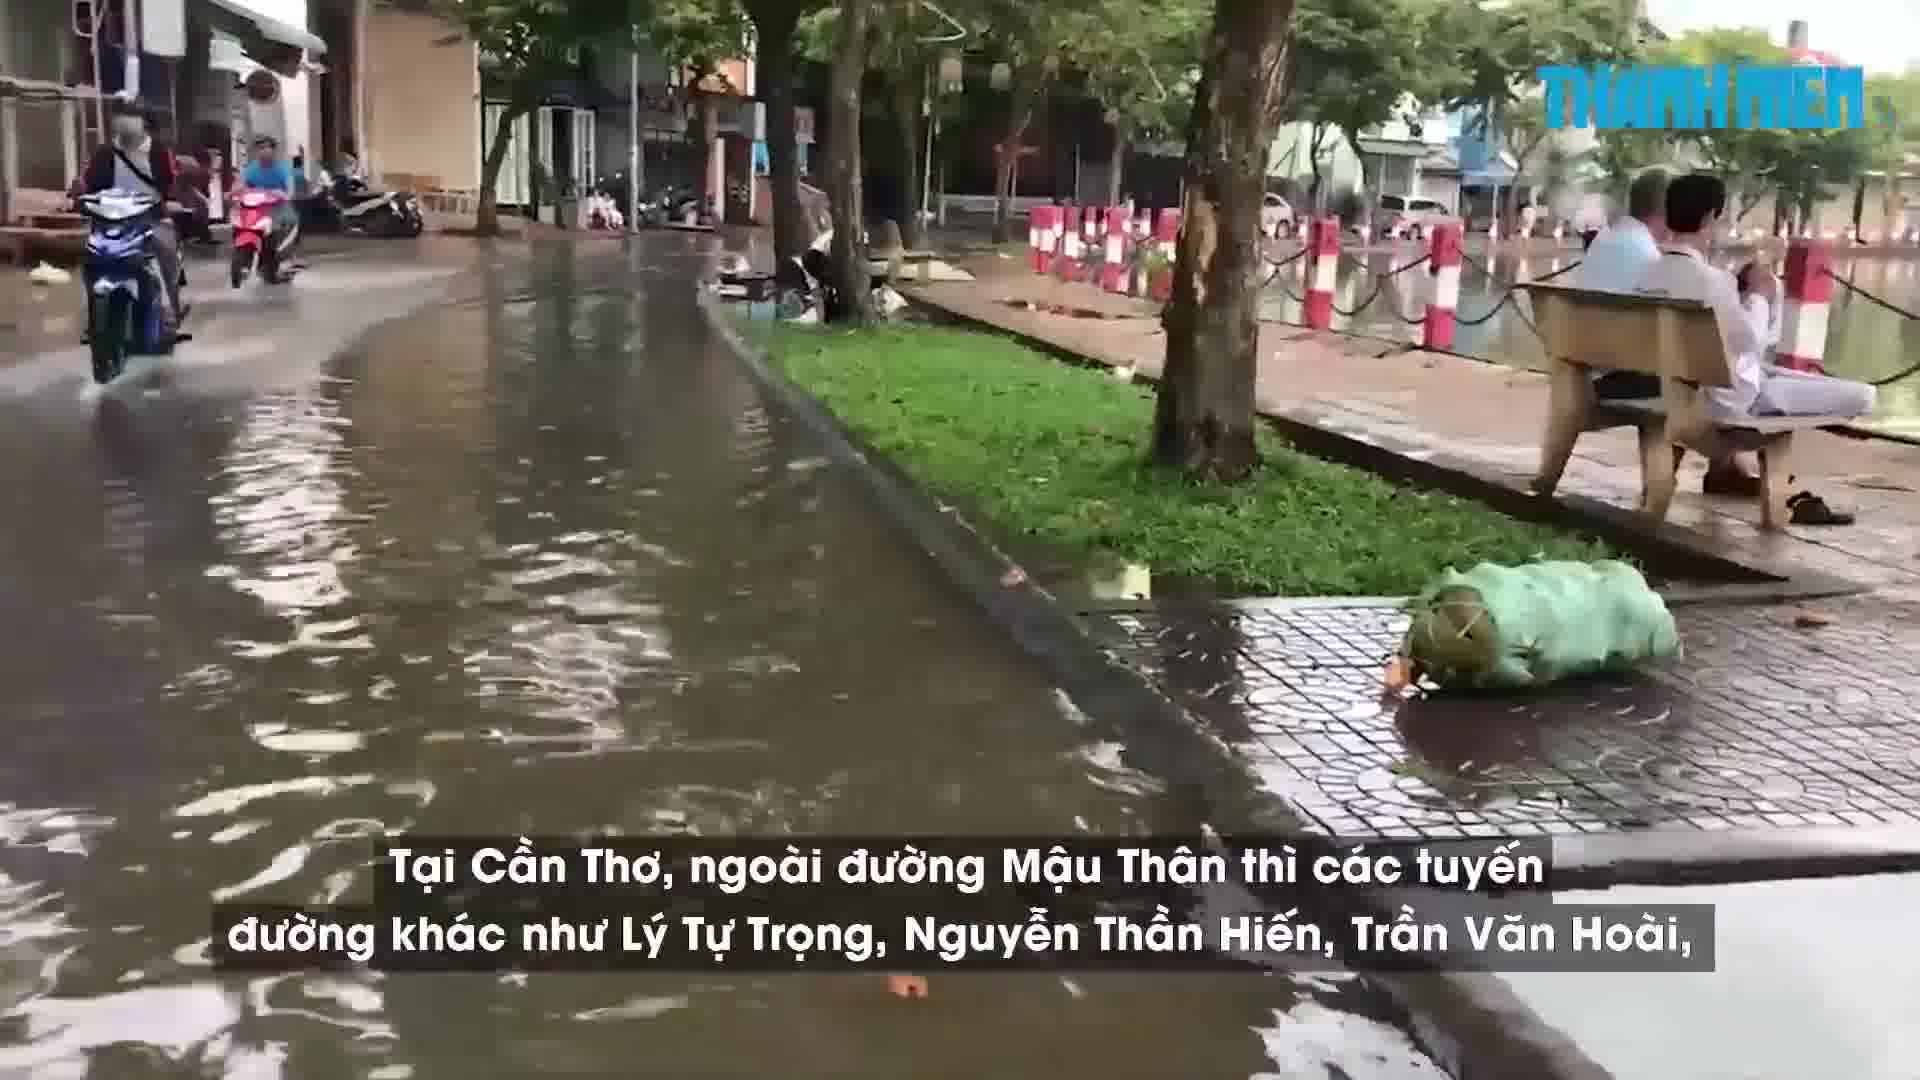 THANH NIÊN
Tại Cần Thơ, ngoài đường Mậu Thân thì các tuyến
đường khác như Lý Tự Trọng, Nguyễn Thần Hiến, Trần Văn Hoài,